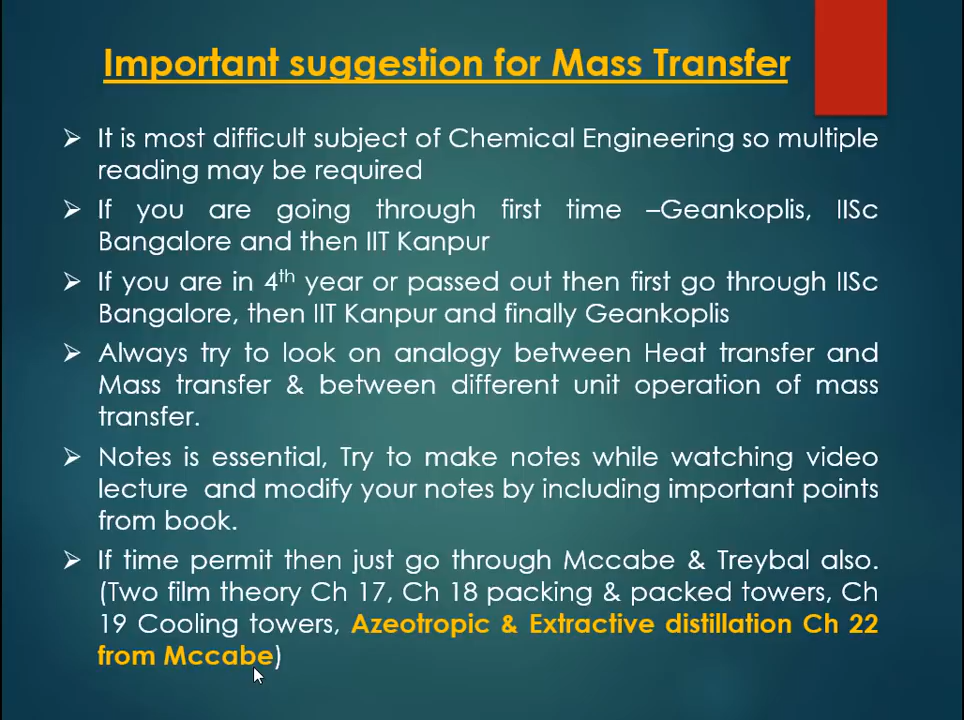 Important suggestion for Mass Transfer
It is most difficult subject of Chemical Engineering so multiple
reading may be required
If you are going through first time –Geankoplis, IISc
Bangalore and then IIT Kanpur
If you are in 4th year or passed out then first go through IISc
Bangalore, then IIT Kanpur and finally Geankoplis
Always try to look on analogy between Heat transfer and
Mass transfer & between different unit operation of mass
transfer.
Notes is essential, Try to make notes while watching video
lecture and modify your notes by including important points
from book.
If time permit then just go through Mccabe & Treybal also.
(Two film theory Ch 17, Ch 18 packing & packed towers, Ch
19 Cooling towers, Azeotropic & Extractive distillation Ch 22
from Mccabe)